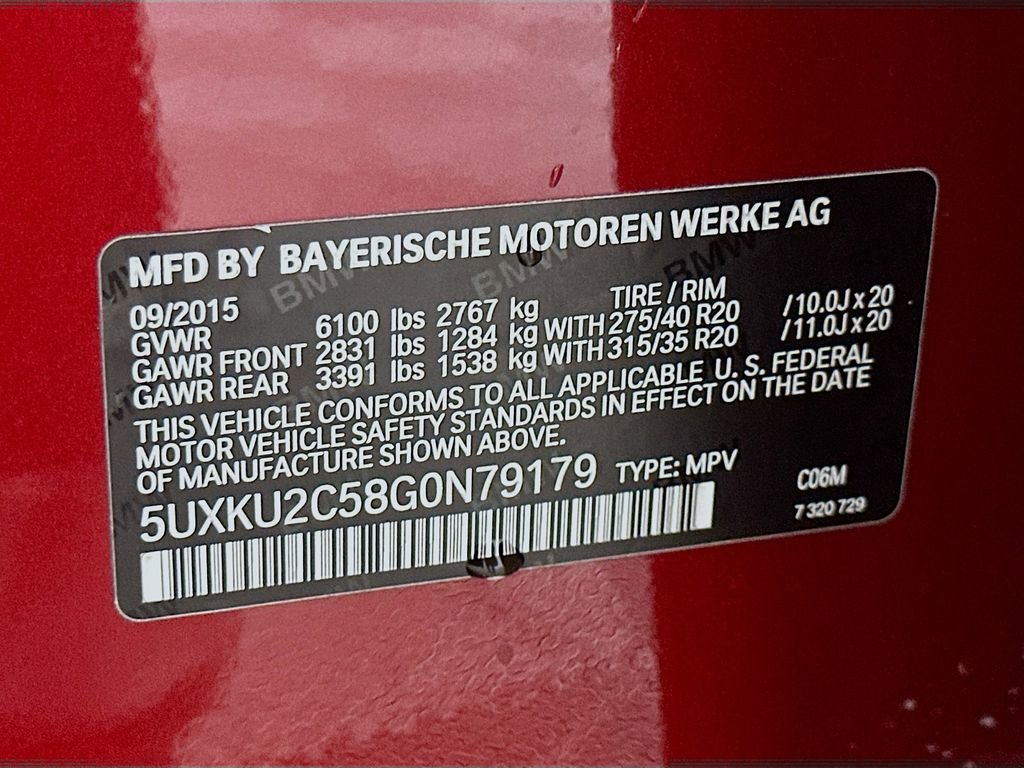 MFD BY BAYERISCHE MOTOREN WERKE AG
09/2015 TIRE / RIM
GVWR 6100 lbs 2767 kg
GAWR FRONT 2831 lbs 1284 kg WITH 275/40 R20 /10.0J x 20
GAWR REAR 3391 lbs 1538 kg WITH 315/35 R20 /11.0J x 20
THIS VEHICLE CONFORMS TO ALL APPLICABLE U. S. FEDERAL
MOTOR VEHICLE SAFETY STANDARDS IN EFFECT ON THE DATE
OF MANUFACTURE SHOWN ABOVE.
5UXKU2C58G0N79179 TYPE: MPV C06M
7 320 729